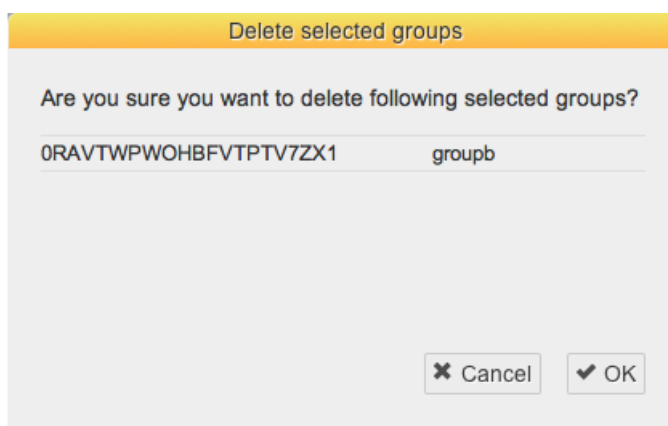 Delete selected groups
Are you sure you want to delete following selected groups?
0RAVTWPWOHBFVTPTV7ZX1 groupb
Cancel OK